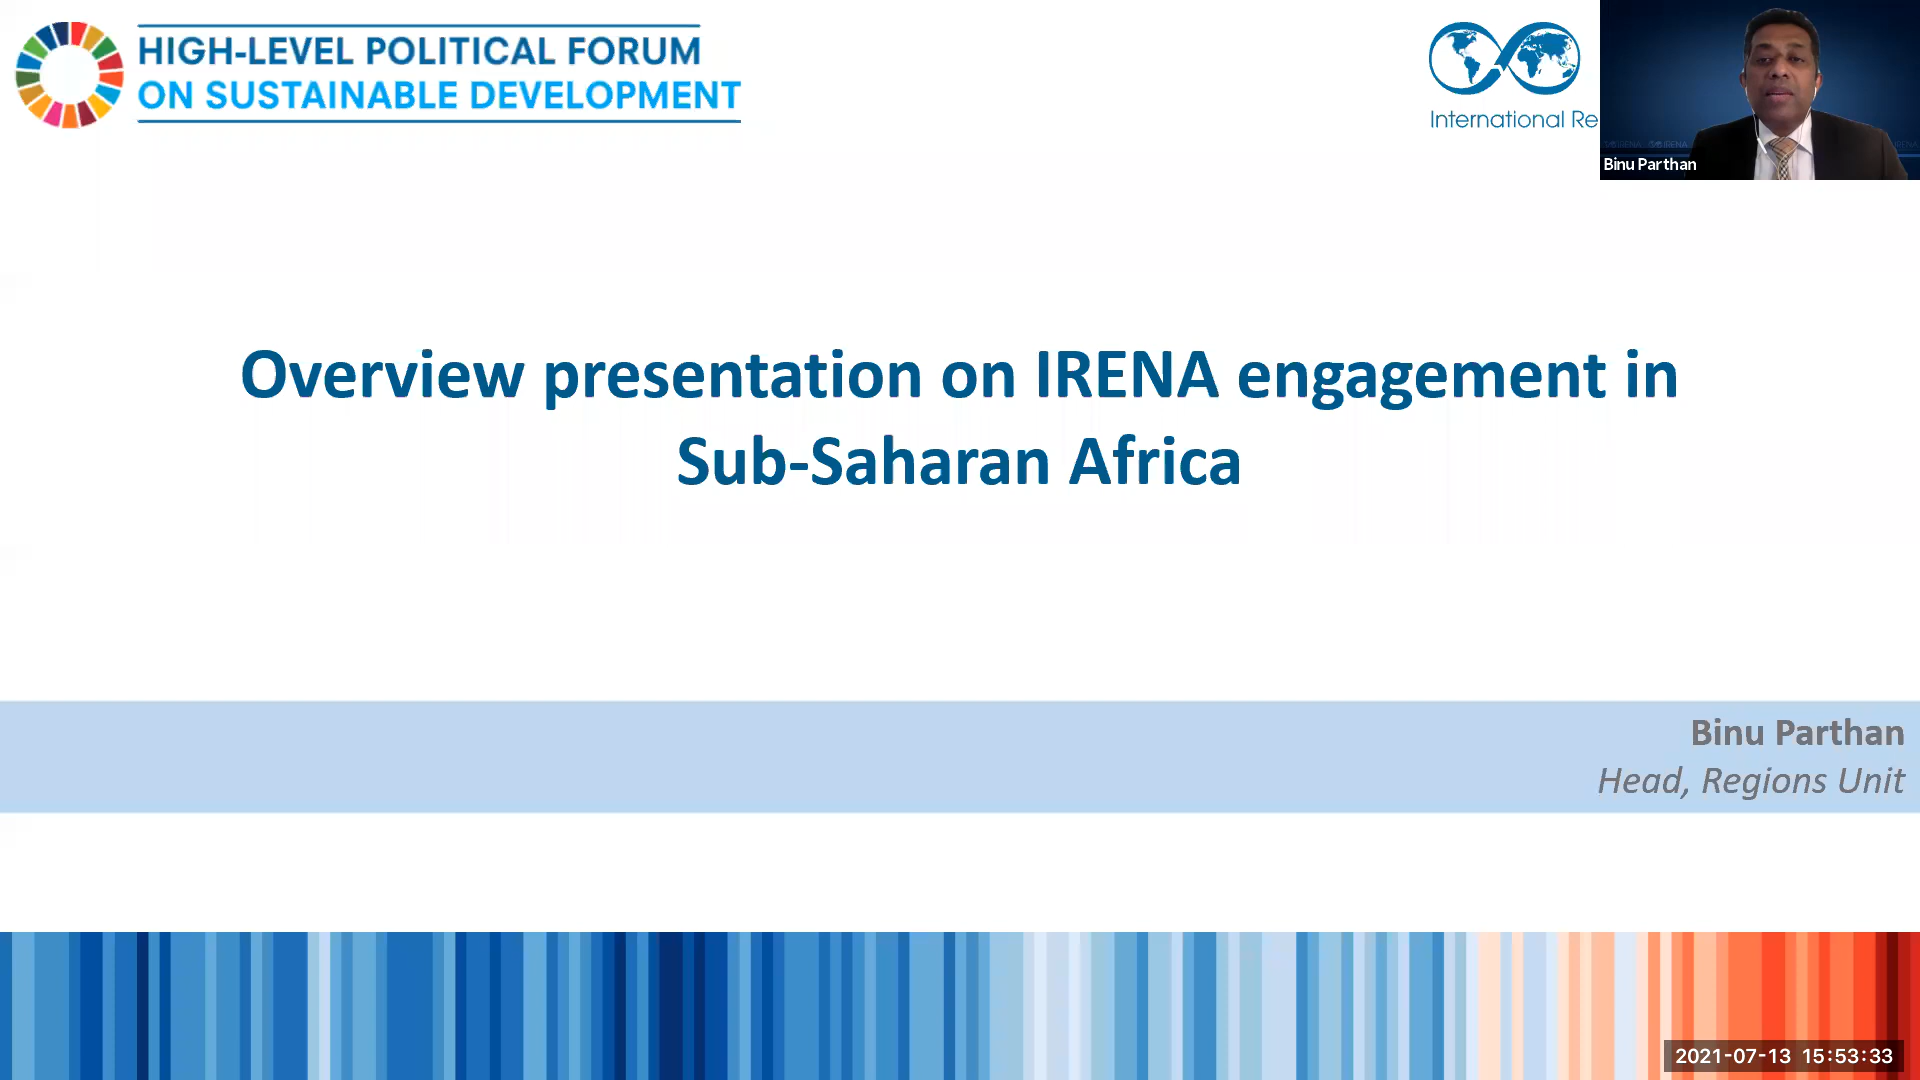 HIGH-LEVEL POLITICAL FORUM
ON SUSTAINABLE DEVELOPMENT
International Re
Binu Parthan
Overview presentation on IRENA engagement in
Sub-Saharan Africa
Binu Parthan
Head, Regions Unit
2021-07-13 15:53:33